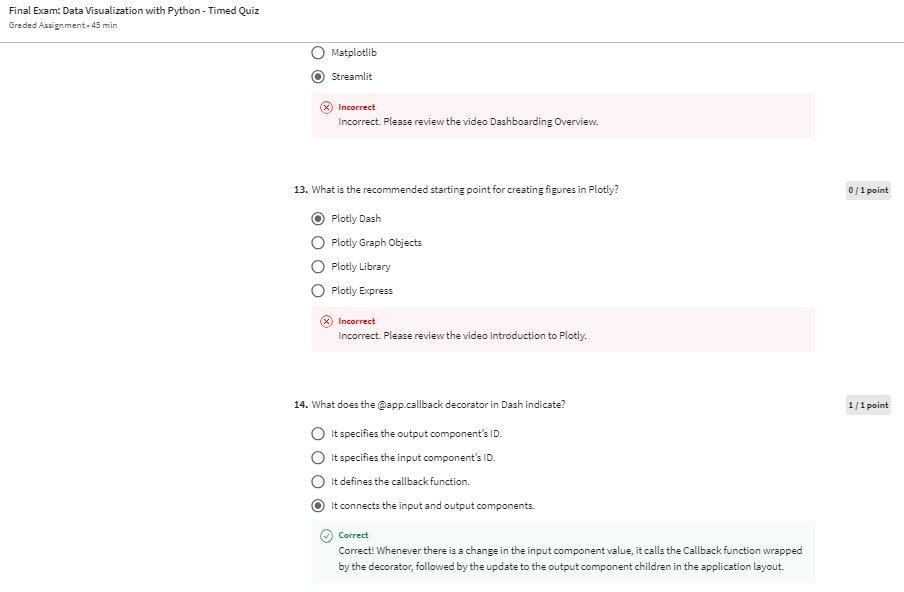 Final Exam: Data Visualization with Python - Timed Quiz
Graded Assignment • 45 min
Matplotlib
Streamlit
Incorrect
Incorrect. Please review the video Dashboarding Overview.
13. What is the recommended starting point for creating figures in Plotly?
0 / 1 point
Plotly Dash
Plotly Graph Objects
Plotly Library
Plotly Express
Incorrect
Incorrect. Please review the video Introduction to Plotly.
14. What does the @app.callback decorator in Dash indicate?
1 / 1 point
It specifies the output component's ID.
It specifies the input component's ID.
It defines the callback function.
It connects the input and output components.
Correct
Correct! Whenever there is a change in the input component value, it calls the Callback function wrapped
by the decorator, followed by the update to the output component children in the application layout.